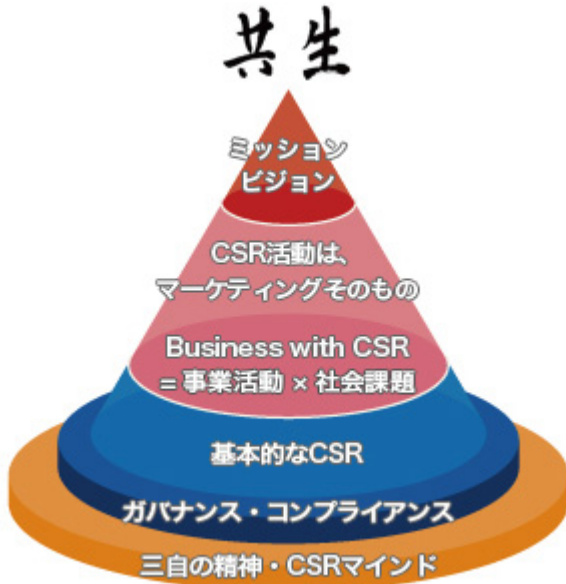 共生
ミッション
ビジョン
CSR活動は、
マーケティングそのもの
Business with CSR
= 事業活動 × 社会課題
基本的なCSR
ガバナンス・コンプライアンス
三自の精神・CSRマインド